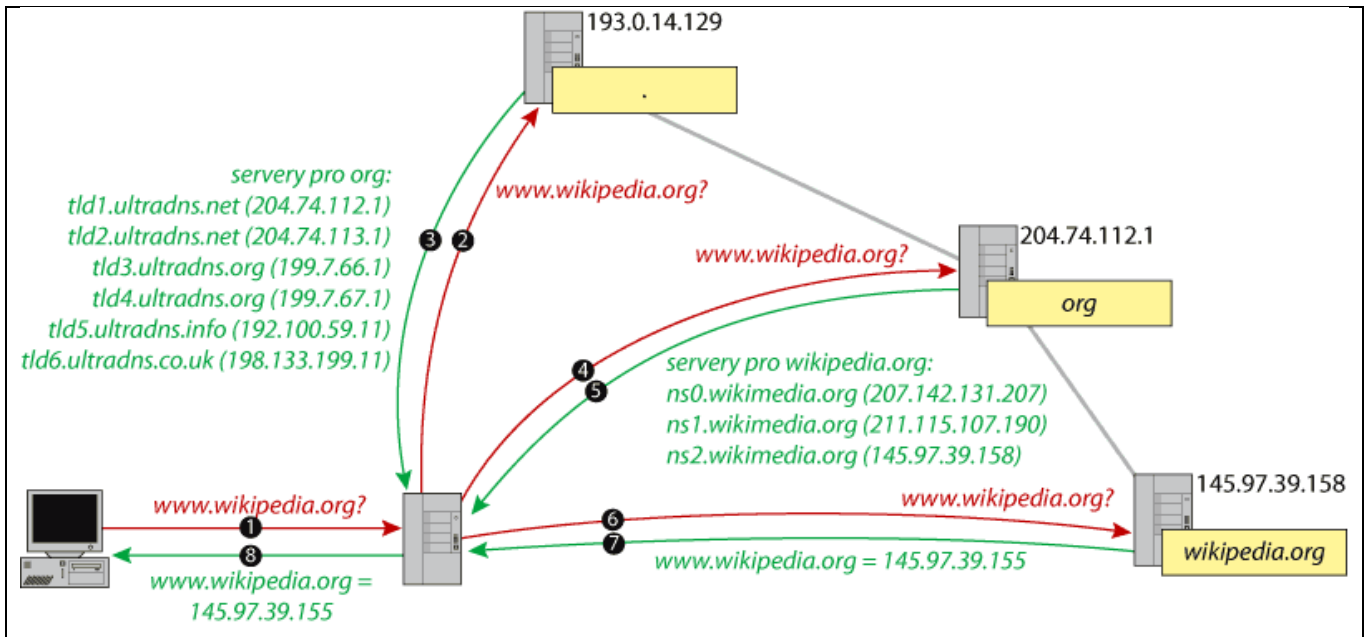 193.0.14.129
.
servery pro org:
tld1.ultradns.net (204.74.112.1)
tld2.ultradns.net (204.74.113.1)
tld3.ultradns.org (199.7.66.1)
tld4.ultradns.org (199.7.67.1)
tld5.ultradns.info (192.100.59.11)
tld6.ultradns.co.uk (198.133.199.11)
3
2
www.wikipedia.org?
www.wikipedia.org?
204.74.112.1
org
4
5
servery pro wikipedia.org:
ns0.wikimedia.org (207.142.131.207)
ns1.wikimedia.org (211.115.107.190)
ns2.wikimedia.org (145.97.39.158)
www.wikipedia.org?
1
8
www.wikipedia.org =
145.97.39.155
6
7
www.wikipedia.org?
www.wikipedia.org = 145.97.39.155
145.97.39.158
wikipedia.org